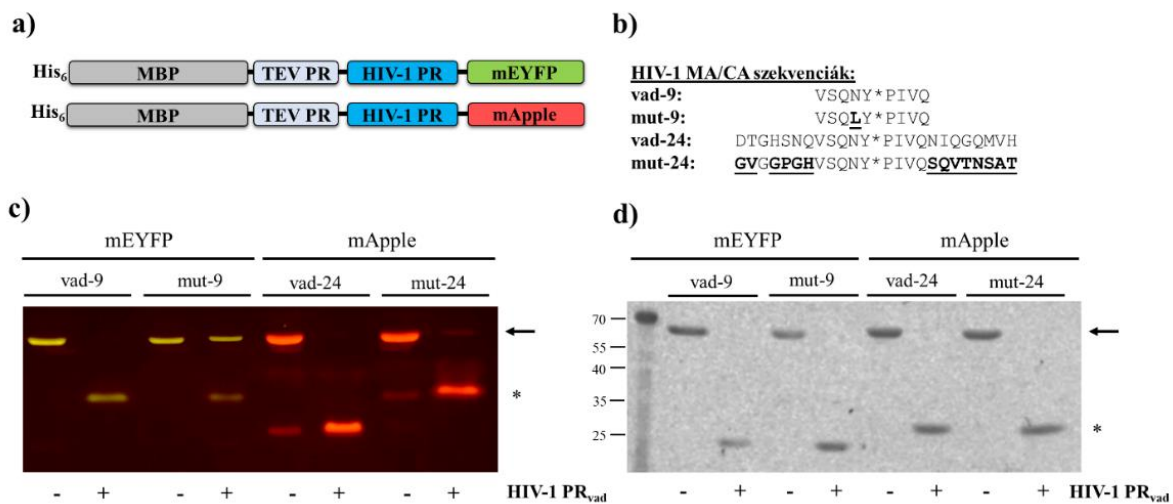 a)
His6 MBP TEV PR HIV-1 PR mEYFP
His6 MBP TEV PR HIV-1 PR mApple
b)
HIV-1 MA/CA szekvenciák:
vad-9: VSQNY*PIVQ
mut-9: VSQLY*PIVQ
vad-24: DTGHSNQVSQNY*PIVQNIQGQMVH
mut-24: GVGGPGHVSQNY*PIVQSQVTNSAT
c)
mEYFP mApple
vad-9 mut-9 vad-24 mut-24
*
- + - + - + - + HIV-1 PRvad
d)
mEYFP mApple
vad-9 mut-9 vad-24 mut-24
70
55
40
35
25
*
- + - + - + - + HIV-1 PRvad